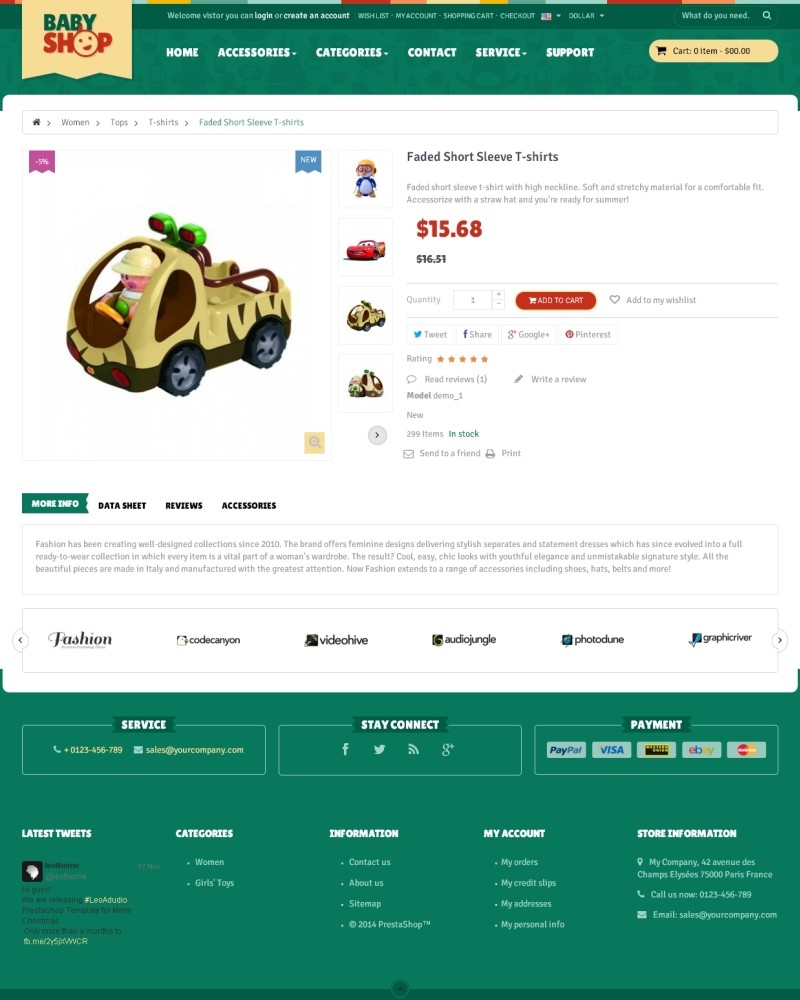 BABY
SHOP
Welcome vistor you can login or create an account
WISH LIST · MY ACCOUNT · SHOPPING CART · CHECKOUT
DOLLAR
What do you need.
HOME
ACCESSORIES
CATEGORIES
CONTACT
SERVICE
SUPPORT
Cart: 0 item - $00.00
Women
Tops
T-shirts
Faded Short Sleeve T-shirts
-5%
NEW
Faded Short Sleeve T-shirts
Faded short sleeve t-shirt with high neckline. Soft and stretchy material for a comfortable fit.
Accessorize with a straw hat and you're ready for summer!
$15.68
$16.51
Quantity
1
ADD TO CART
Add to my wishlist
Tweet
Share
Google+
Pinterest
Rating
Read reviews (1)
Write a review
Model demo_1
New
299 Items In stock
Send to a friend
Print
MORE INFO
DATA SHEET
REVIEWS
ACCESSORIES
Fashion has been creating well-designed collections since 2010. The brand offers feminine designs delivering stylish separates and statement dresses which has since evolved into a full
ready-to-wear collection in which every item is a vital part of a woman's wardrobe. The result? Cool, easy, chic looks with youthful elegance and unmistakable signature style. All the
beautiful pieces are made in Italy and manufactured with the greatest attention. Now Fashion extends to a range of accessories including shoes, hats, belts and more!
Fashion
codecanyon
videohive
audiojungle
photodune
graphicriver
SERVICE
+ 0123-456-789
sales@yourcompany.com
STAY CONNECT
PAYMENT
PayPal
VISA
WESTERN UNION
ebay
MasterCard
LATEST TWEETS
leotheme
17 Nov
@leotheme
Hi guys!
We are releasing #LeoAdudio
PrestaShop Template for Merry
Christmas.
Only more than a months to..
fb.me/2y5jXVWCR
CATEGORIES
Women
Girls' Toys
INFORMATION
Contact us
About us
Sitemap
© 2014 PrestaShop™
MY ACCOUNT
My orders
My credit slips
My addresses
My personal info
STORE INFORMATION
My Company, 42 avenue des
Champs Elysées 75000 Paris France
Call us now: 0123-456-789
Email: sales@yourcompany.com